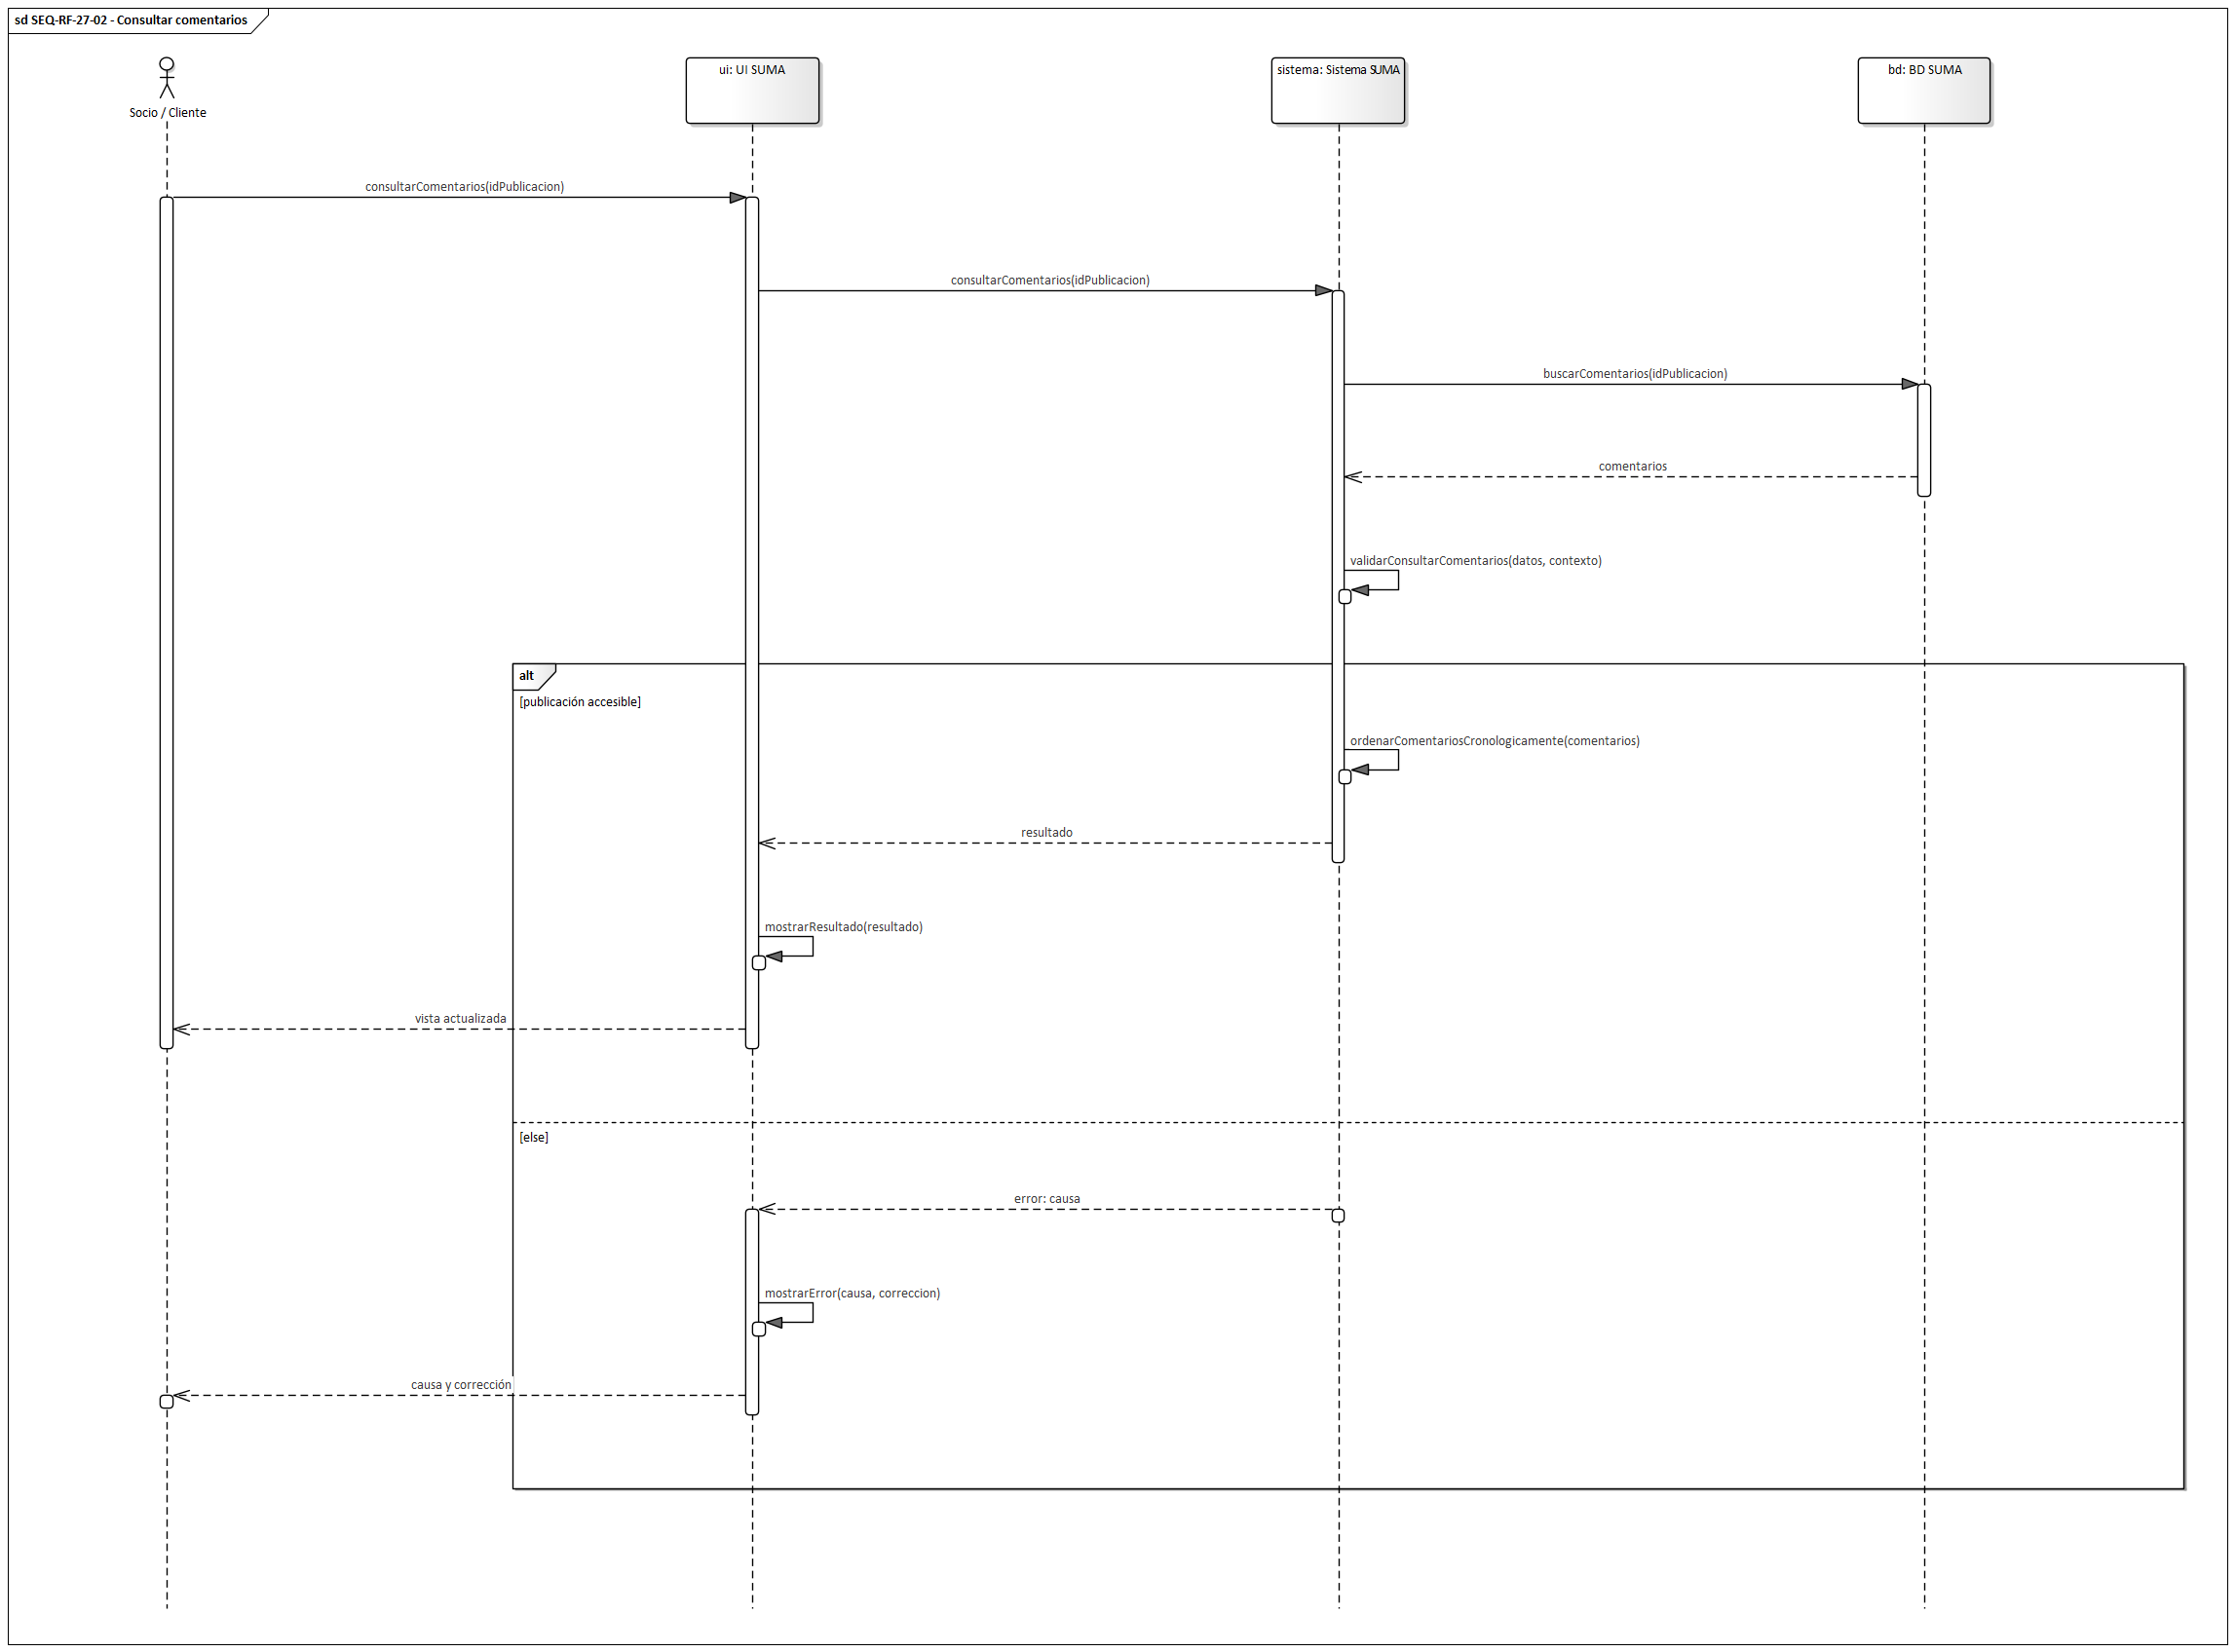 sd SEQ-RF-27-02 - Consultar comentarios
Socio / Cliente
ui: UI SUMA
sistema: Sistema SUMA
bd: BD SUMA
consultarComentarios(idPublicacion)
consultarComentarios(idPublicacion)
buscarComentarios(idPublicacion)
comentarios
validarConsultarComentarios(datos, contexto)
alt
[publicación accesible]
ordenarComentariosCronologicamente(comentarios)
resultado
mostrarResultado(resultado)
vista actualizada
[else]
error: causa
mostrarError(causa, correccion)
causa y corrección